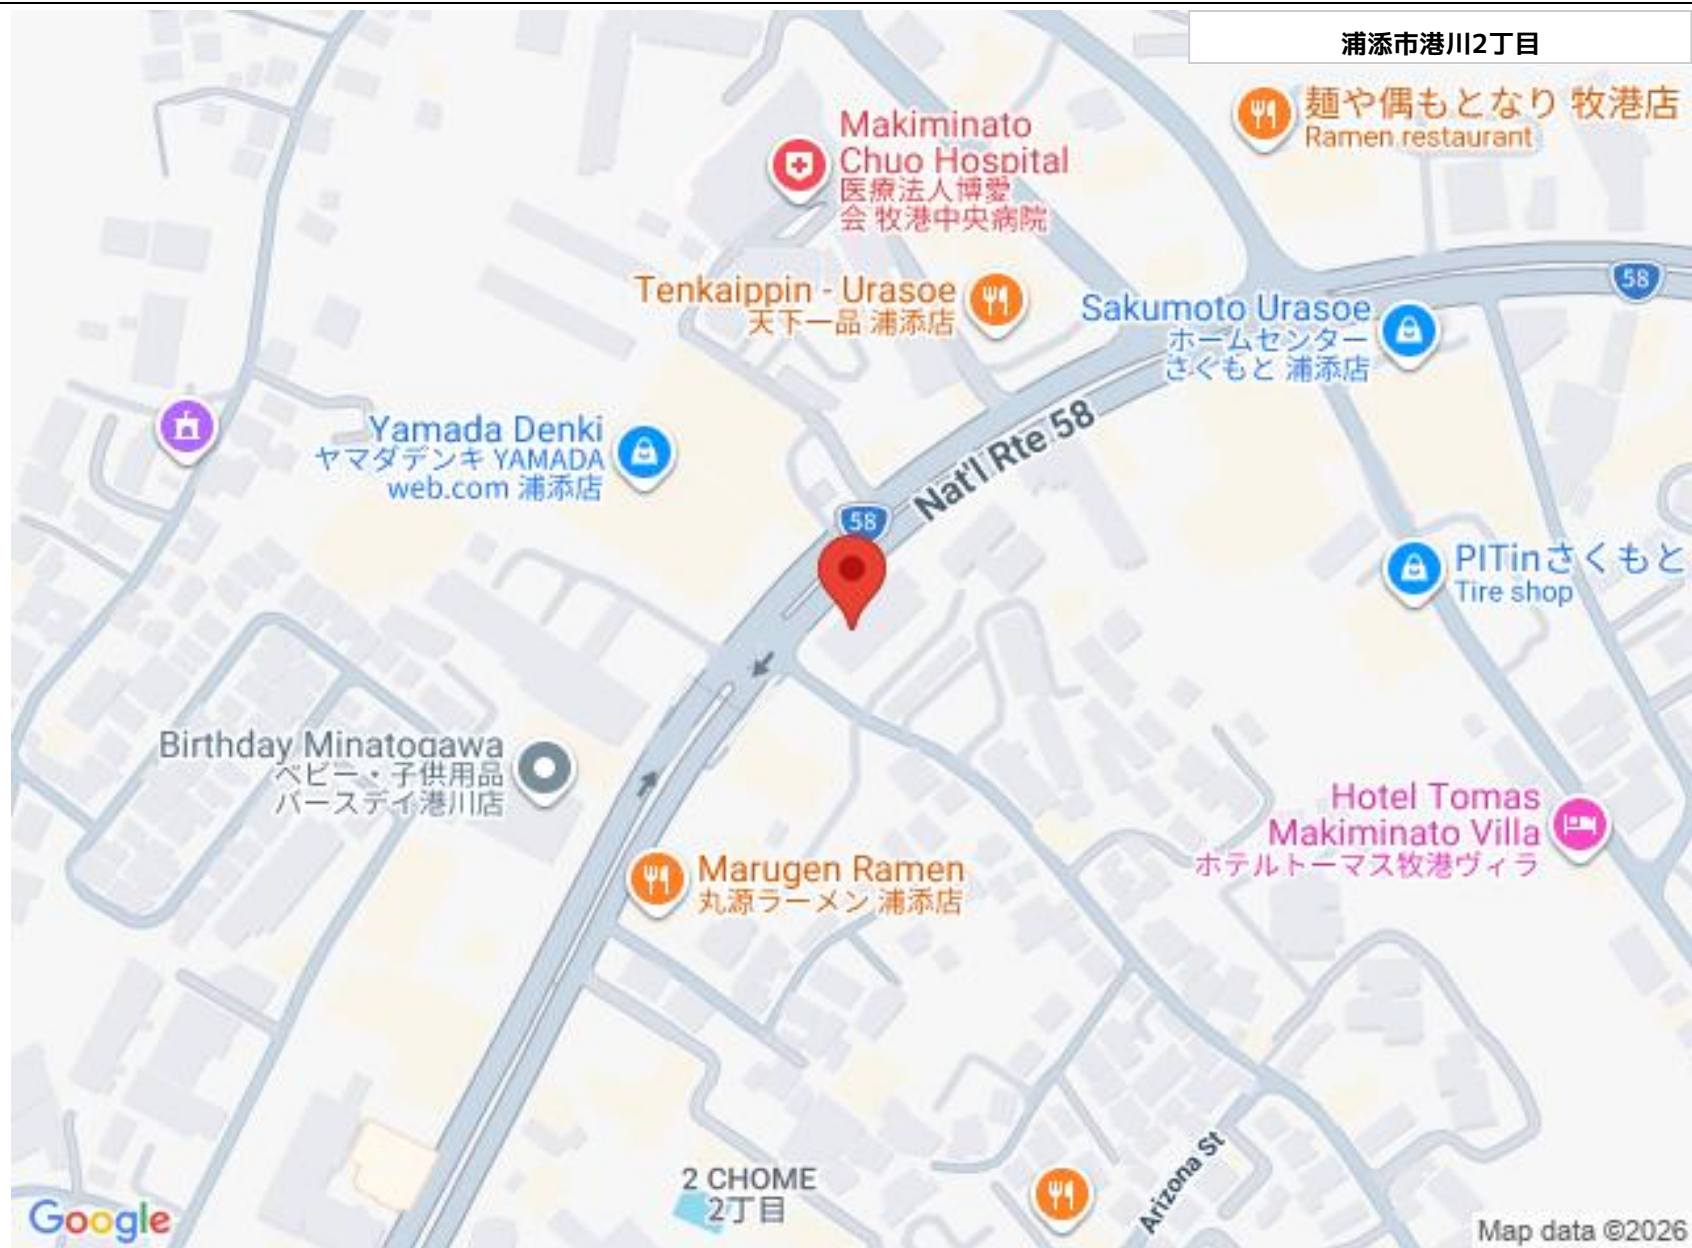 浦添市港川2丁目
麺や偶もとなり 牧港店
Ramen restaurant
Makiminato
Chuo Hospital
医療法人博愛
会 牧港中央病院
58
Tenkaippin - Urasoe
天下一品 浦添店
Sakumoto Urasoe
ホームセンター
さくもと 浦添店
Yamada Denki
ヤマダデンキ YAMADA
web.com 浦添店
Nat'l Rte 58
58
PITinさくもと
Tire shop
Birthday Minatogawa
ベビー・子供用品
バースデイ港川店
Hotel Tomas
Makiminato Villa
ホテルトーマス牧港ヴィラ
Marugen Ramen
丸源ラーメン 浦添店
2 CHOME
2丁目
Arizona St
Google
Map data ©2026